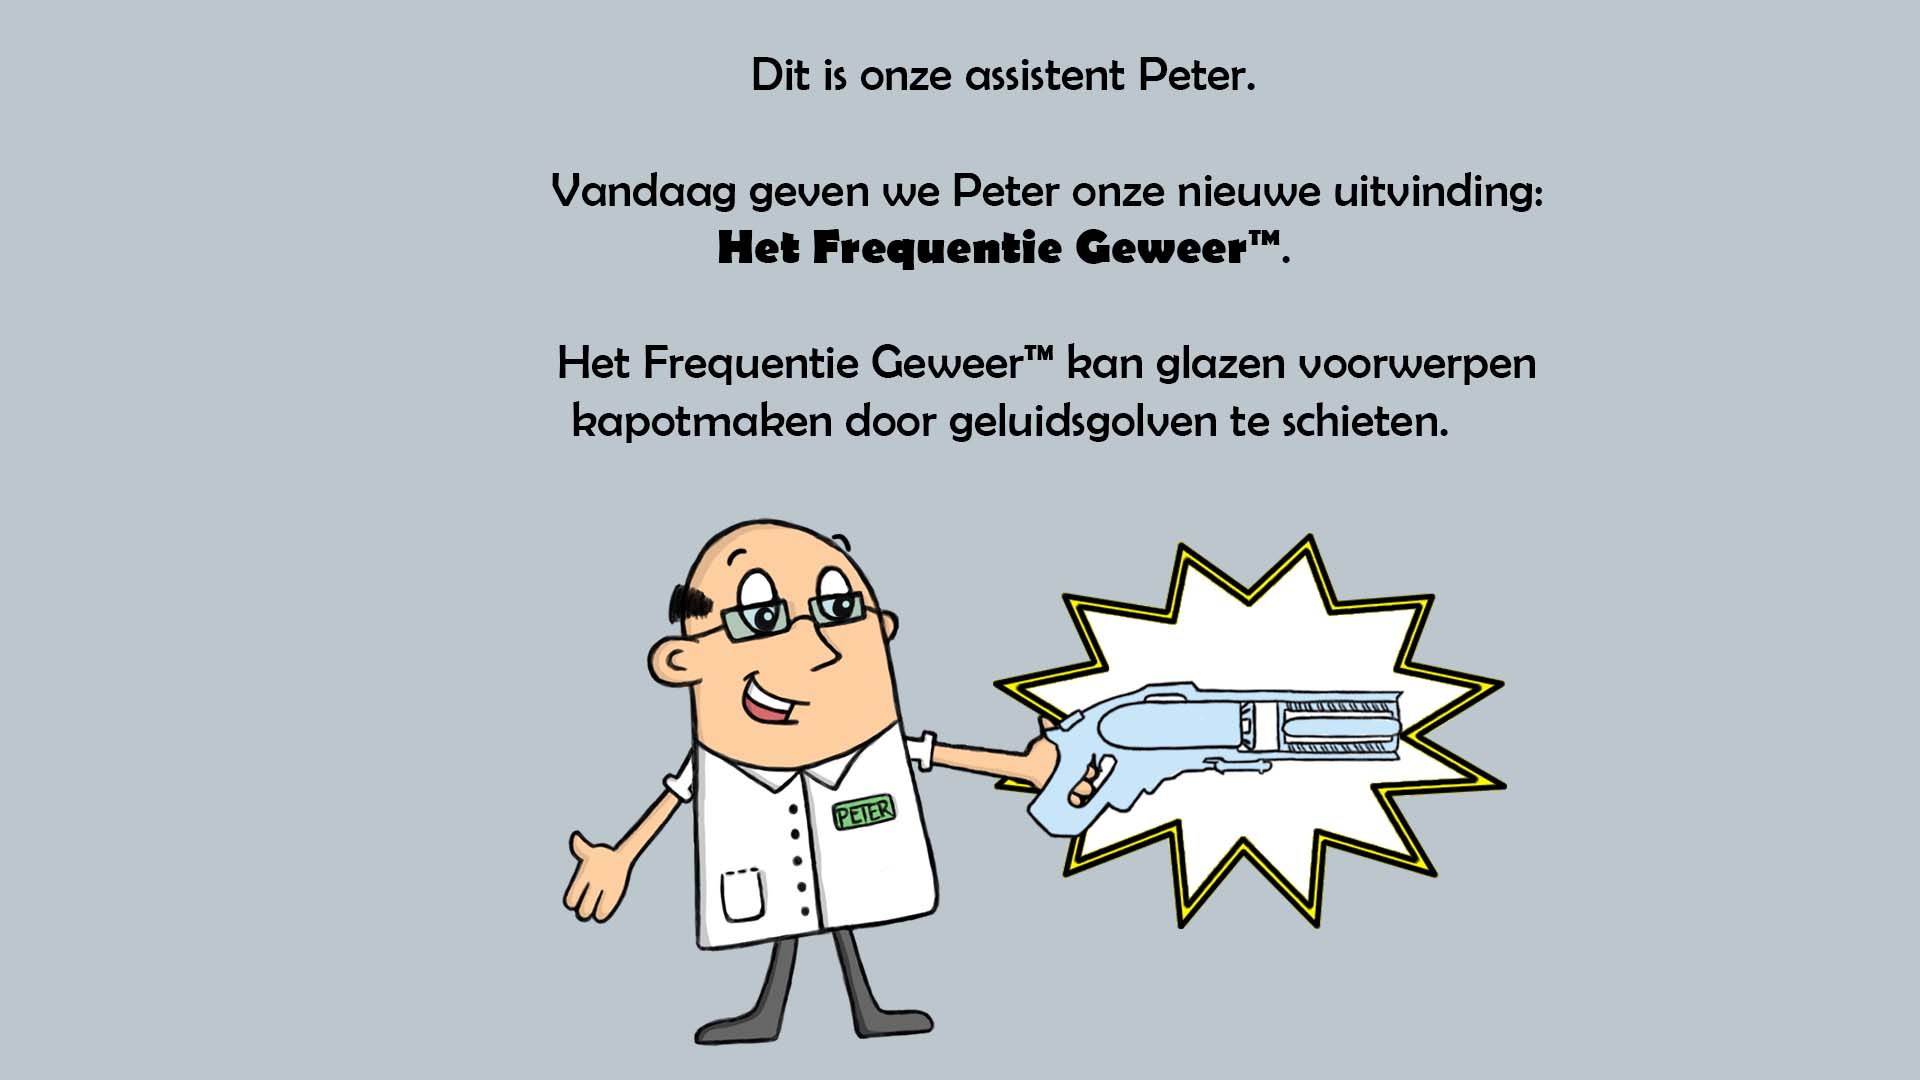 Dit is onze assistent Peter.
Vandaag geven we Peter onze nieuwe uitvinding:
Het Frequentie Geweer™.
Het Frequentie Geweer™ kan glazen voorwerpen
kapotmaken door geluidsgolven te schieten.
PETER